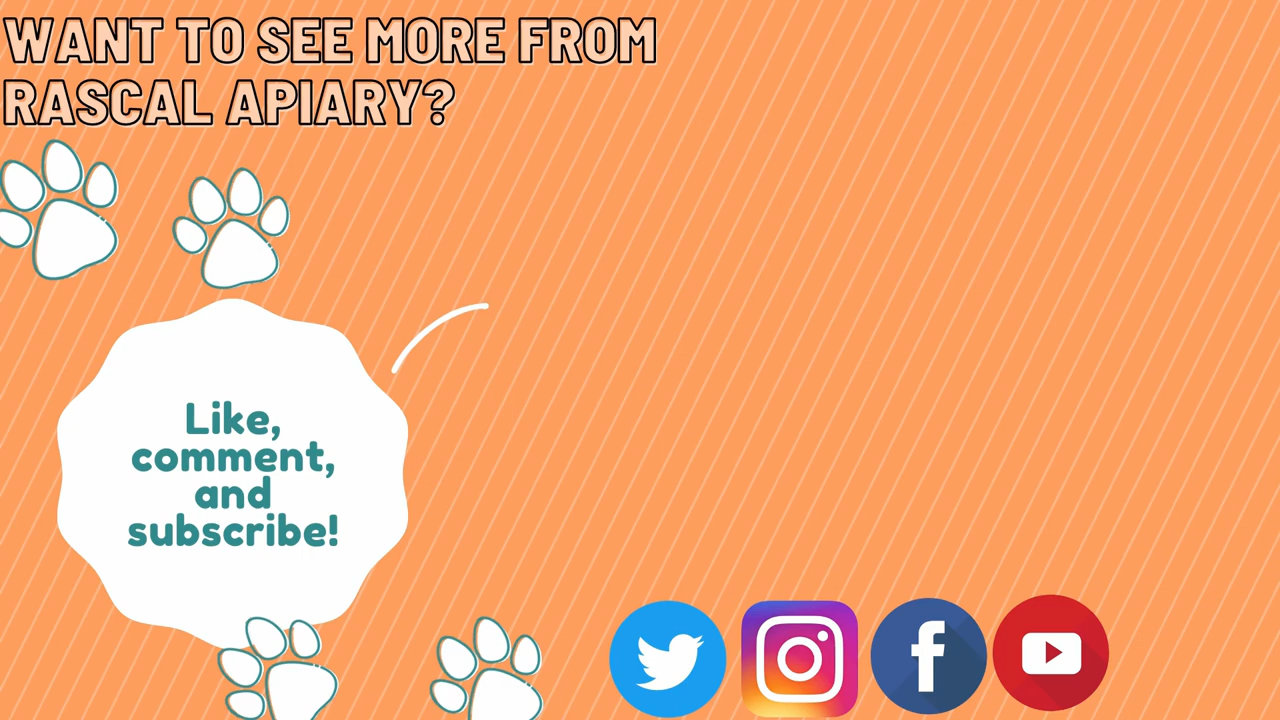 WANT TO SEE MORE FROM
RASCAL APIARY?
Like,
comment,
and
subscribe!